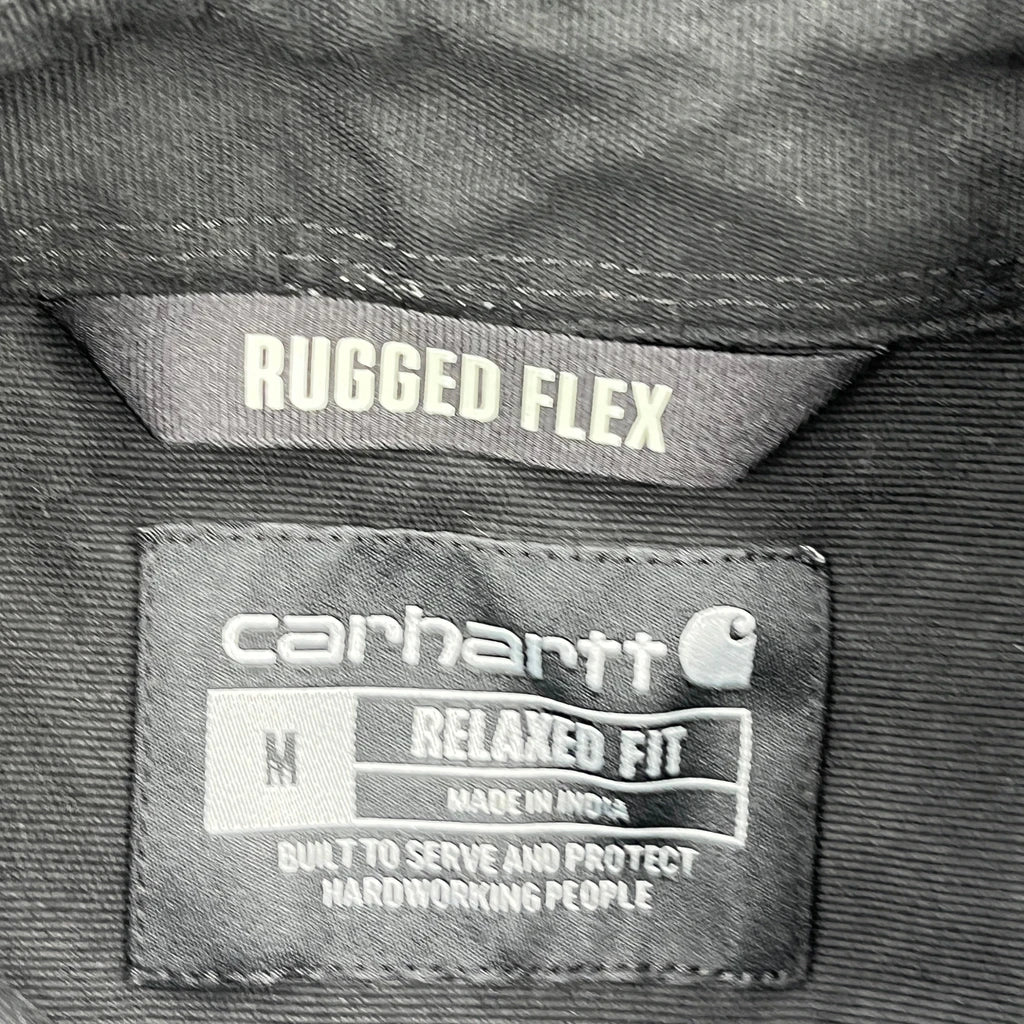 RUGGED FLEX
carhartt
M
RELAXED FIT
MADE IN INDIA
BUILT TO SERVE AND PROTECT
HARDWORKING PEOPLE